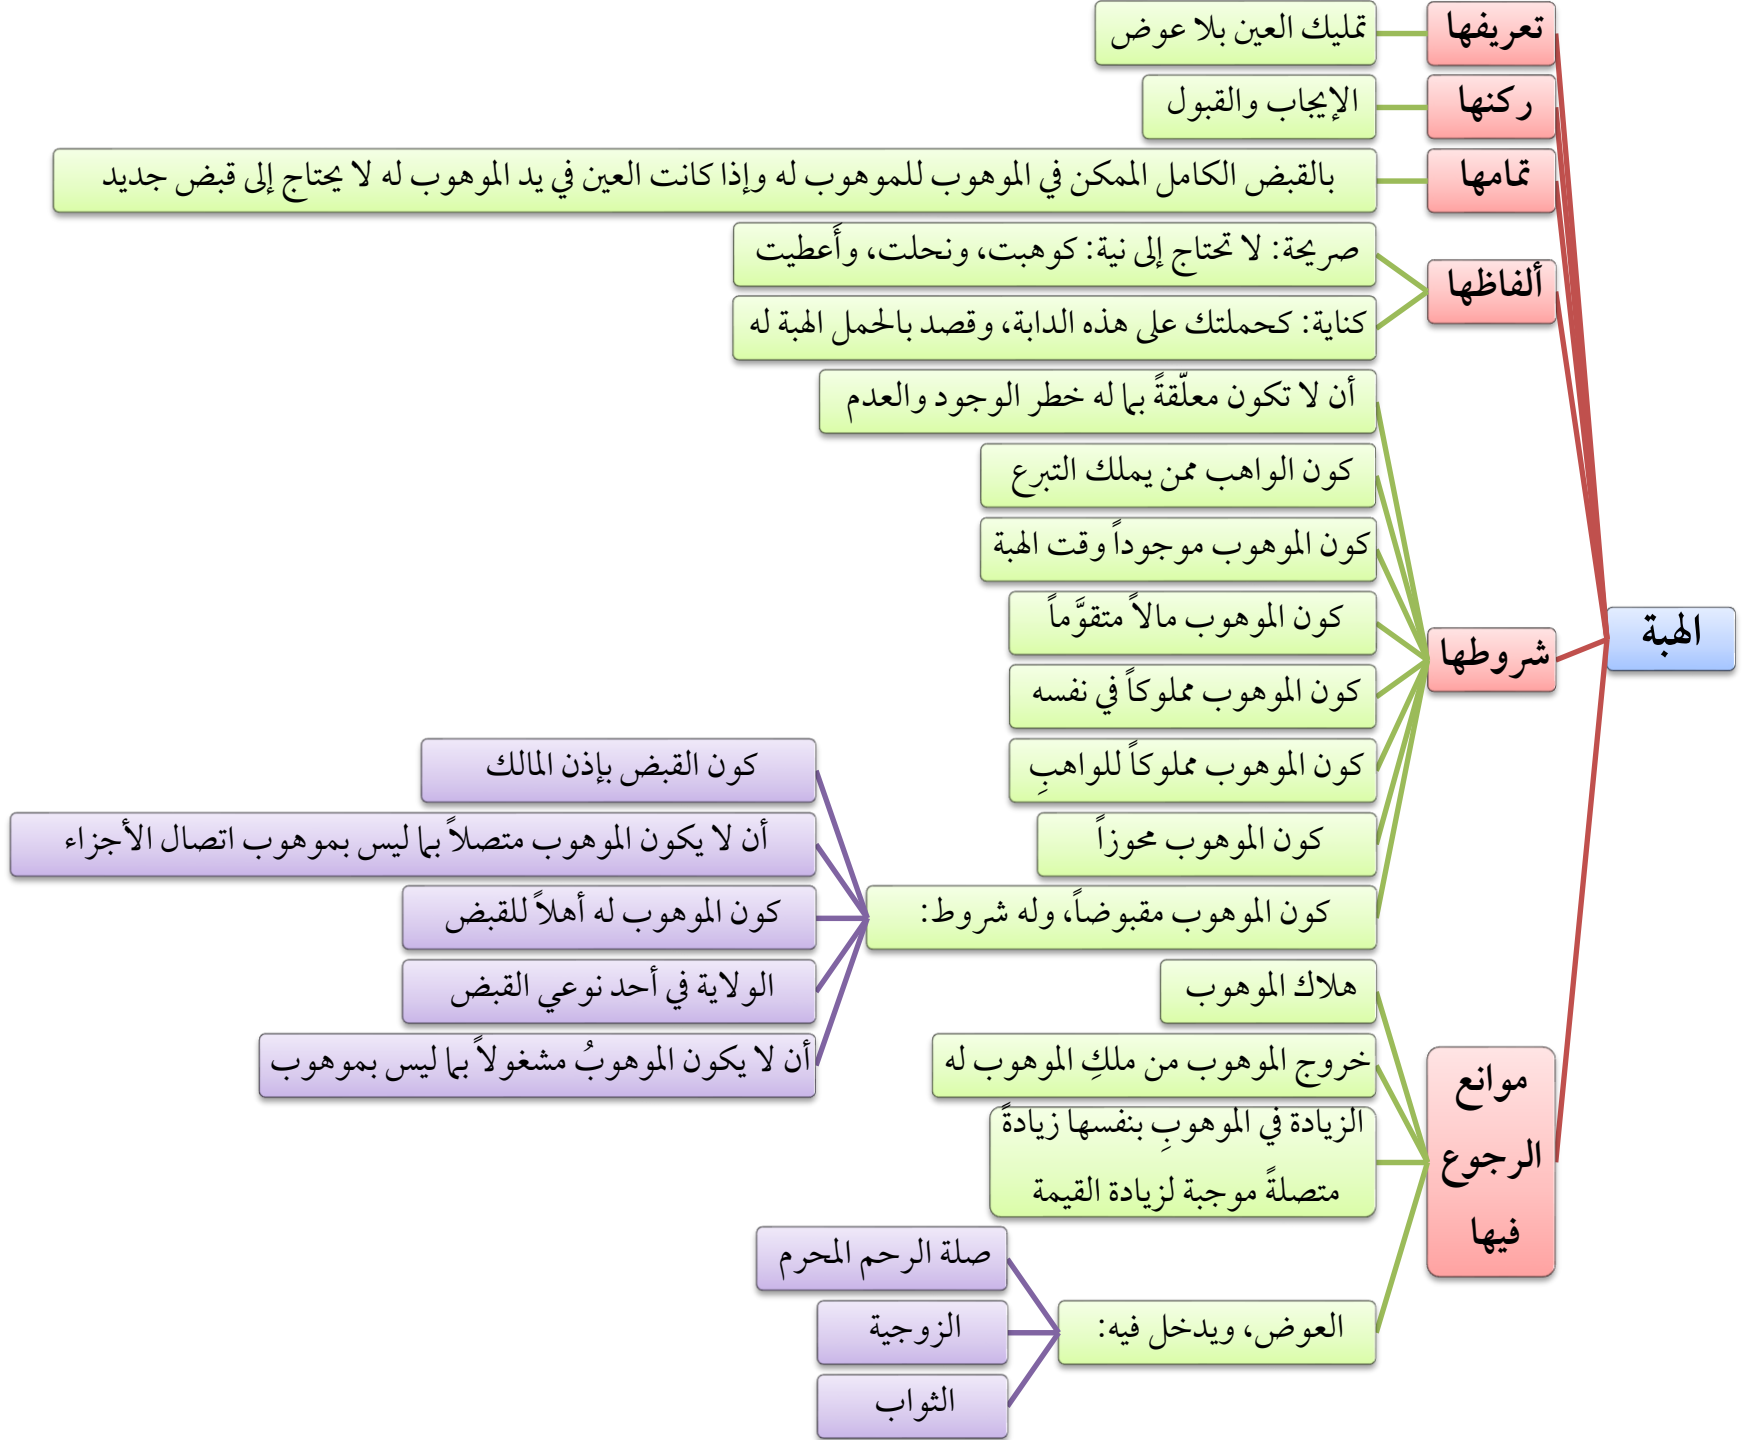 الهبة
تعريفها
تمليك العين بلا عوض
ركنها
الإيجاب والقبول
تمامها
بالقبض الكامل الممكن في الموهوب للموهوب له وإذا كانت العين في يد الموهوب له لا يحتاج إلى قبض جديد
ألفاظها
صريحة: لا تحتاج إلى نية: كوهبت، ونحلت، وأَعطيت
كناية: كحملتك على هذه الدابة، وقصد بالحمل الهبة له
شروطها
أن لا تكون معلّقةً بما له خطر الوجود والعدم
كون الواهب ممن يملك التبرع
كون الموهوب موجوداً وقت الهبة
كون الموهوب مالاً متقوَّماً
كون الموهوب مملوكاً في نفسه
كون الموهوب مملوكاً للواهبِ
كون الموهوب محوزاً
كون الموهوب مقبوضاً، وله شروط:
كون القبض بإذن المالك
أن لا يكون الموهوب متصلاً بما ليس بموهوب اتصال الأجزاء
كون الموهوب له أهلاً للقبض
الولاية في أحد نوعي القبض
أن لا يكون الموهوبُ مشغولاً بما ليس بموهوب
موانع
الرجوع
فيها
هلاك الموهوب
خروج الموهوب من ملكِ الموهوب له
الزيادة في الموهوبِ بنفسها زيادةً
متصلةً موجبة لزيادة القيمة
العوض، ويدخل فيه:
صلة الرحم المحرم
الزوجية
الثواب